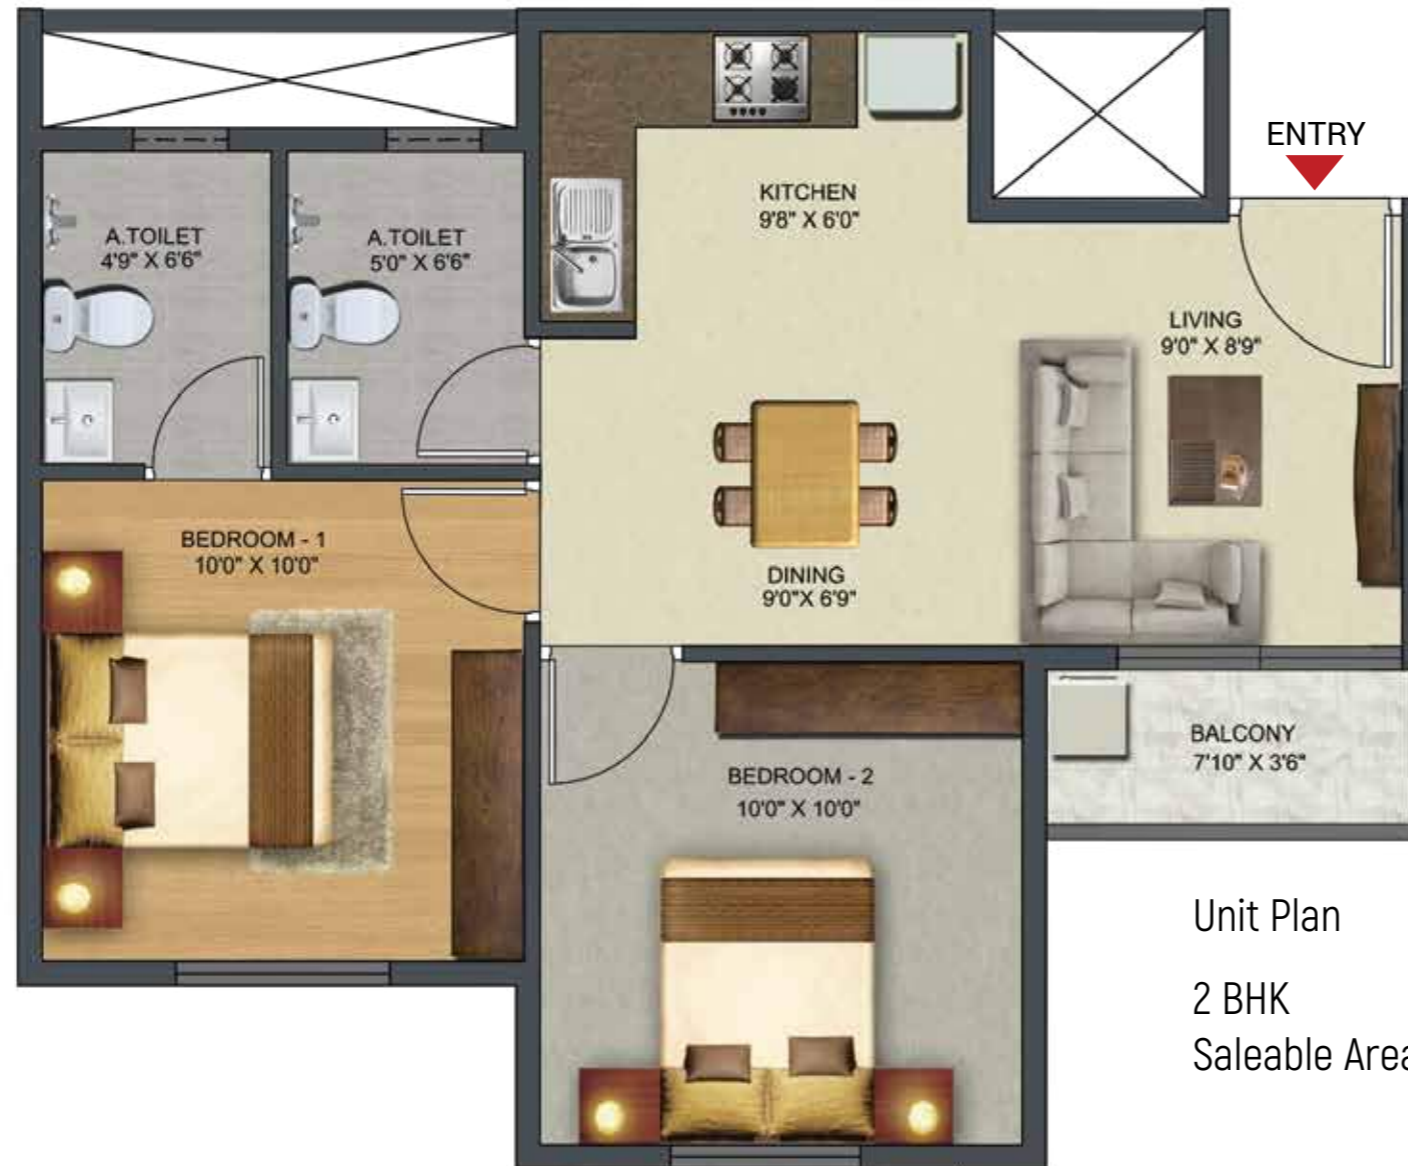 ENTRY
KITCHEN
9'8" X 6'0"
A.TOILET
4'9" X 6'6"
A.TOILET
5'0" X 6'6"
LIVING
9'0" X 8'9"
BEDROOM - 1
10'0" X 10'0"
DINING
9'0"X 6'9"
BALCONY
7'10" X 3'6"
BEDROOM - 2
10'0" X 10'0"
Unit Plan
2 BHK
Saleable Area